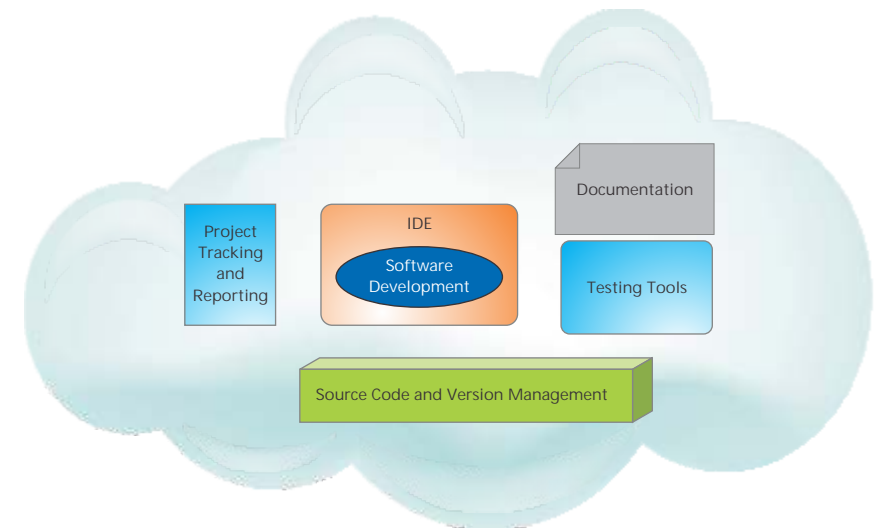 Project
Tracking
and
Reporting
IDE
Software
Development
Documentation
Testing Tools
Source Code and Version Management